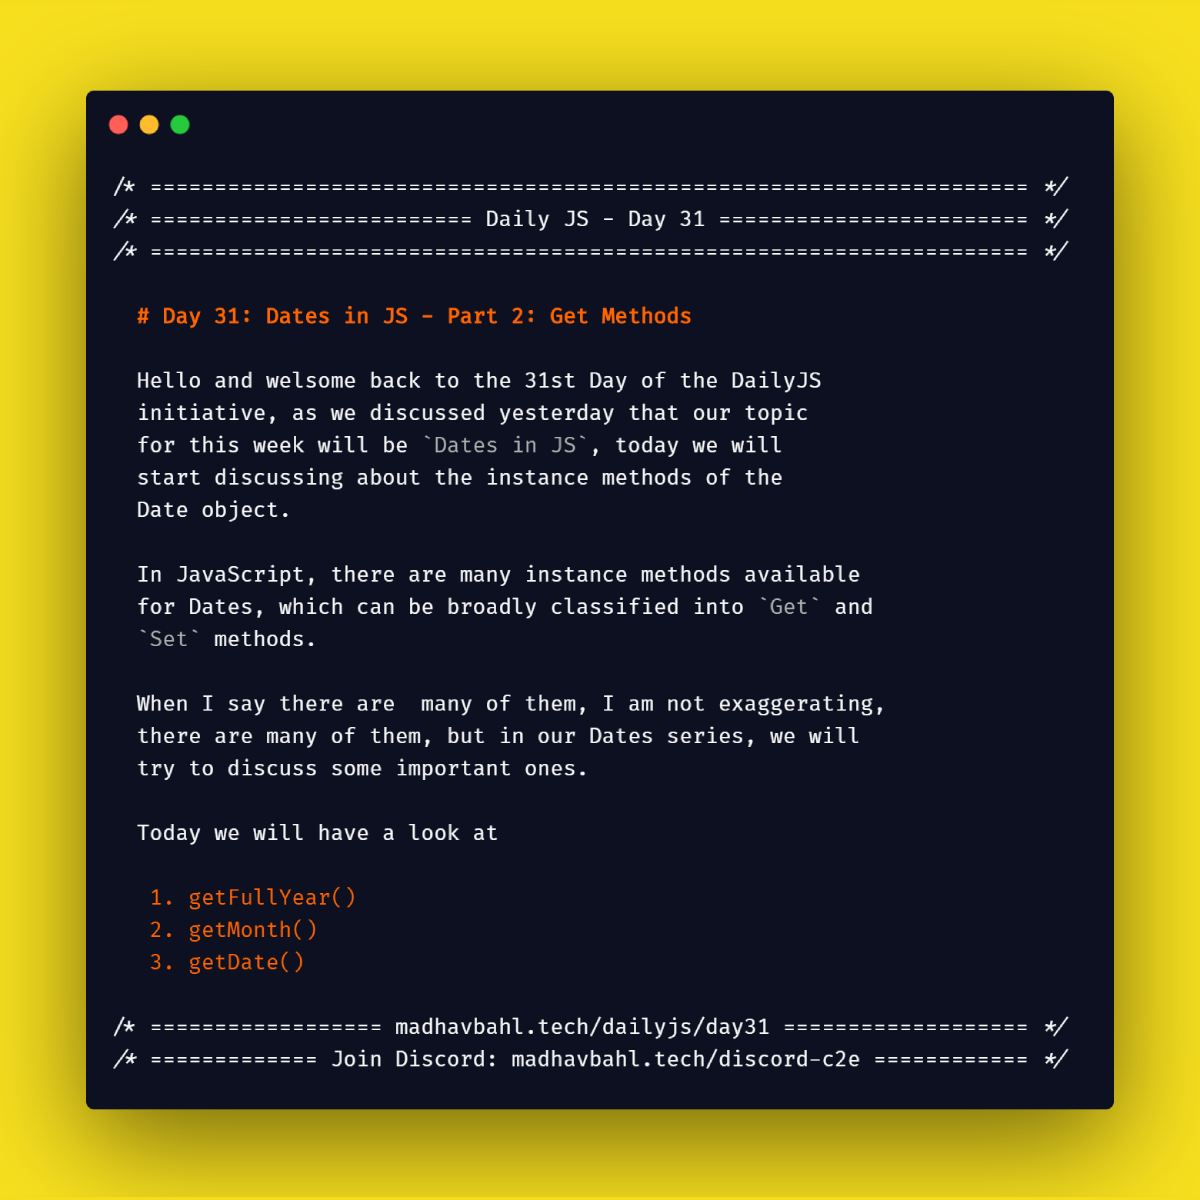 /* ==================================================================== */
/* ========================= Daily JS - Day 31 ======================== */
/* ==================================================================== */
# Day 31: Dates in JS - Part 2: Get Methods
Hello and welsome back to the 31st Day of the DailyJS
initiative, as we discussed yesterday that our topic
for this week will be `Dates in JS`, today we will
start discussing about the instance methods of the
Date object.
In JavaScript, there are many instance methods available
for Dates, which can be broadly classified into `Get` and
`Set` methods.
When I say there are  many of them, I am not exaggerating,
there are many of them, but in our Dates series, we will
try to discuss some important ones.
Today we will have a look at
1. getFullYear()
2. getMonth()
3. getDate()
/* ================== madhavbahl.tech/dailyjs/day31 =================== */
/* ============= Join Discord: madhavbahl.tech/discord-c2e ============ */